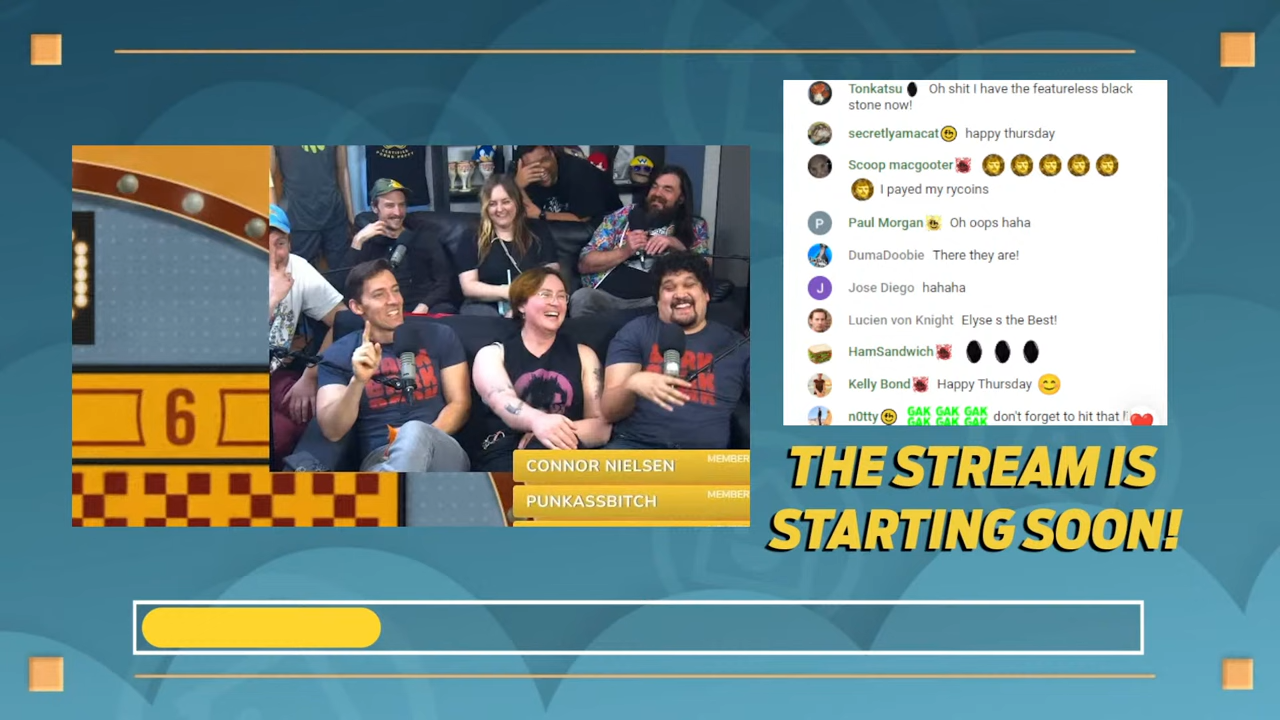 Tonkatsu Oh shit I have the featureless black
stone now!
secretlyamacat happy thursday
Scoop macgooter
I payed my rycoins
P Paul Morgan Oh oops haha
DumaDoobie There they are!
J Jose Diego hahaha
Lucien von Knight Elyse s the Best!
HamSandwich
Kelly Bond Happy Thursday
n0tty GAK GAK GAK don't forget to hit that
GAK GAK GAK
6
CONNOR NIELSEN MEMBER
PUNKASSBITCH MEMBER
THE STREAM IS
STARTING SOON!